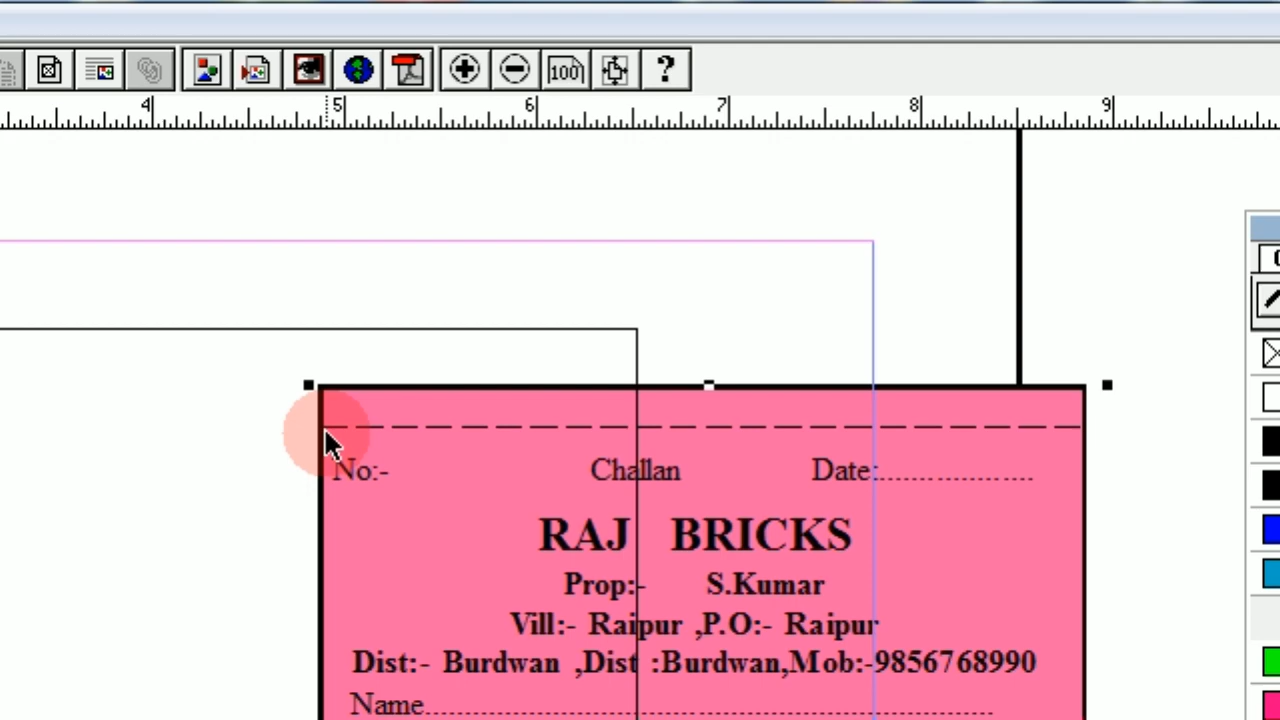 100
?
4 5 6 7 8 9
No:- Challan Date:..................
RAJ BRICKS
Prop:- S.Kumar
Vill:- Raipur ,P.O:- Raipur
Dist:- Burdwan ,Dist :Burdwan,Mob:-9856768990
Name.................................................................